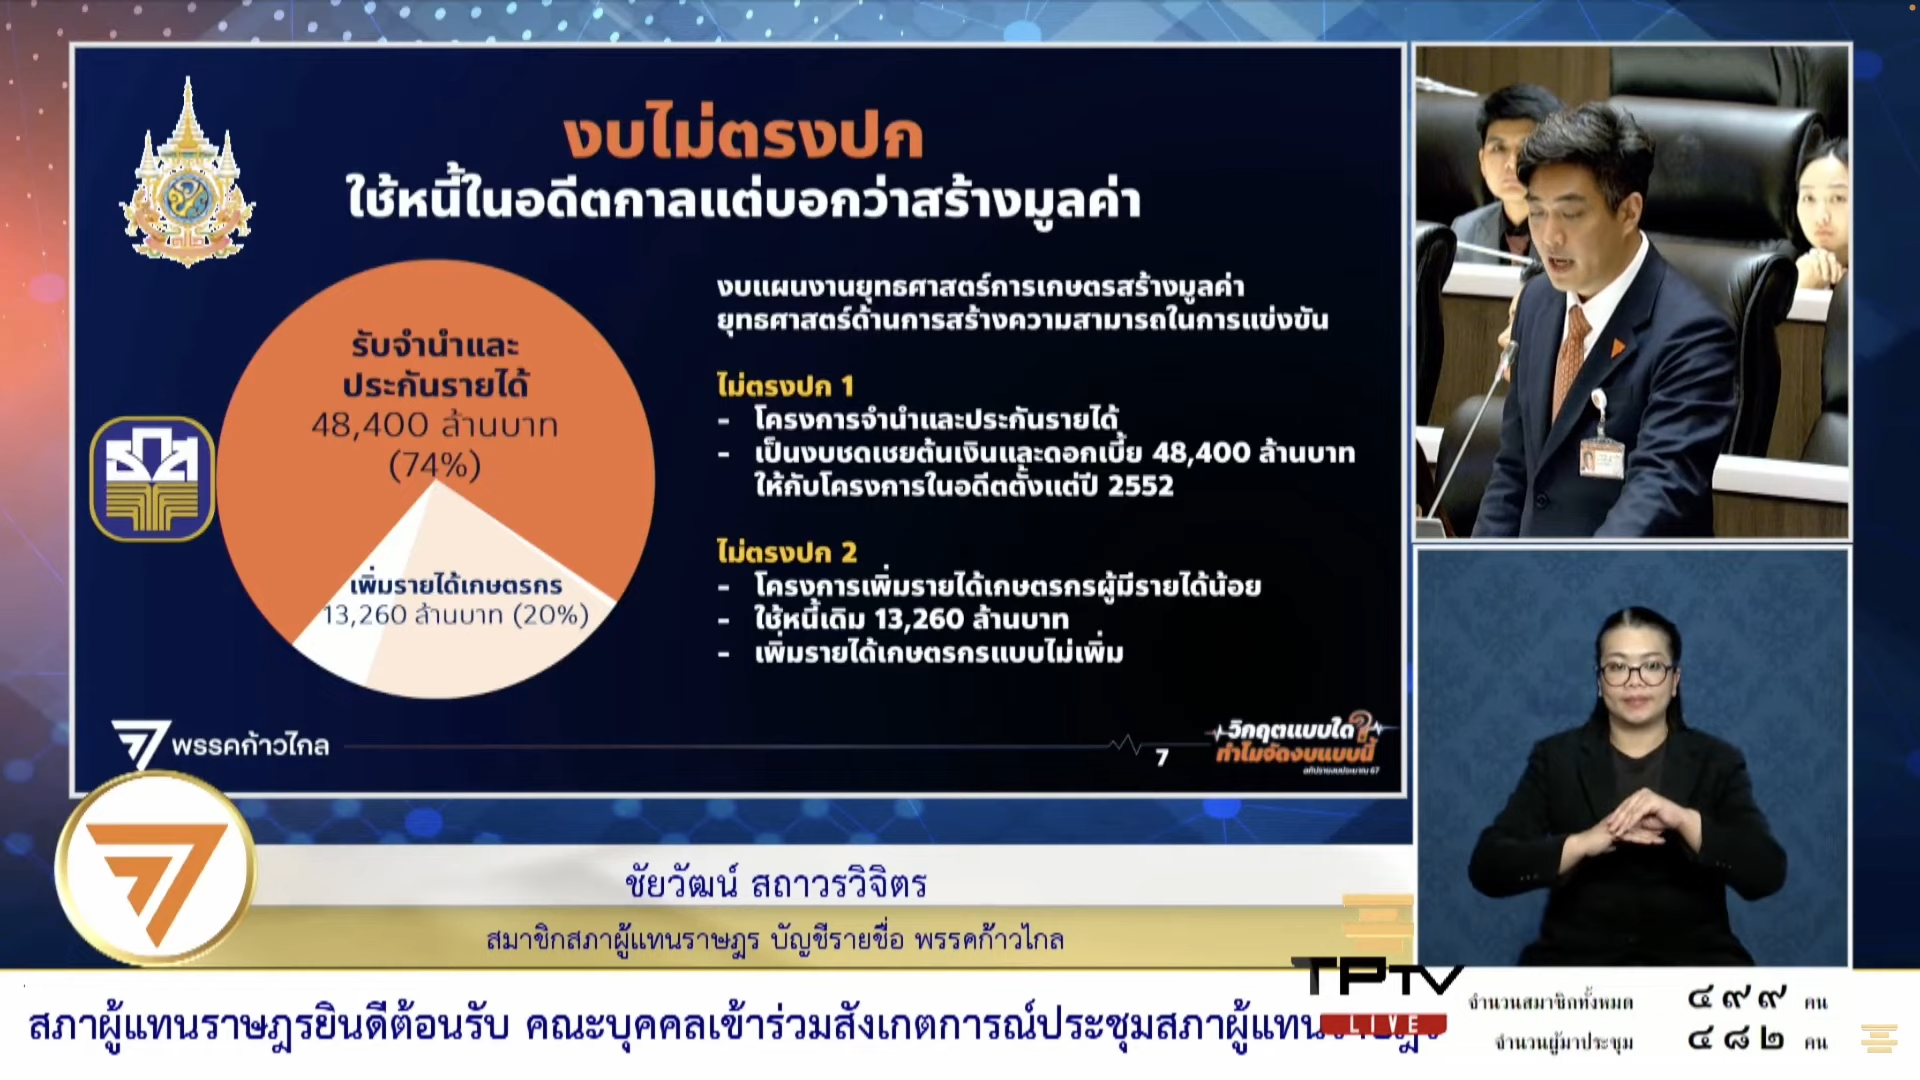 งบไม่ตรงปก
ใช้หนี้ในอดีตกาลแต่บอกว่าสร้างมูลค่า
รับจำนำและ
ประกันรายได้
48,400 ล้านบาท
(74%)
เพิ่มรายได้เกษตรกร
13,260 ล้านบาท (20%)
ธกส
งบแผนงานยุทธศาสตร์การเกษตรสร้างมูลค่า
ยุทธศาสตร์ด้านการสร้างความสามารถในการแข่งขัน
ไม่ตรงปก 1
- โครงการจำนำและประกันรายได้
- เป็นงบชดเชยต้นเงินและดอกเบี้ย 48,400 ล้านบาท
ให้กับโครงการในอดีตตั้งแต่ปี 2552
ไม่ตรงปก 2
- โครงการเพิ่มรายได้เกษตรกรผู้มีรายได้น้อย
- ใช้หนี้เดิม 13,260 ล้านบาท
- เพิ่มรายได้เกษตรกรแบบไม่เพิ่ม
พรรคก้าวไกล
7
วิกฤตแบบใด?
ทำไมจัดงบแบบนี้
อภิปรายงบประมาณ 67
ชัยวัฒน์ สถาวรวิจิตร
สมาชิกสภาผู้แทนราษฎร บัญชีรายชื่อ พรรคก้าวไกล
สภาผู้แทนราษฎรยินดีต้อนรับ คณะบุคคลเข้าร่วมสังเกตการณ์ประชุมสภาผู้แทน
TPTV
LIVE
จำนวนสมาชิกทั้งหมด ๔๙๙ คน
จำนวนผู้มาประชุม ๔๘๒ คน